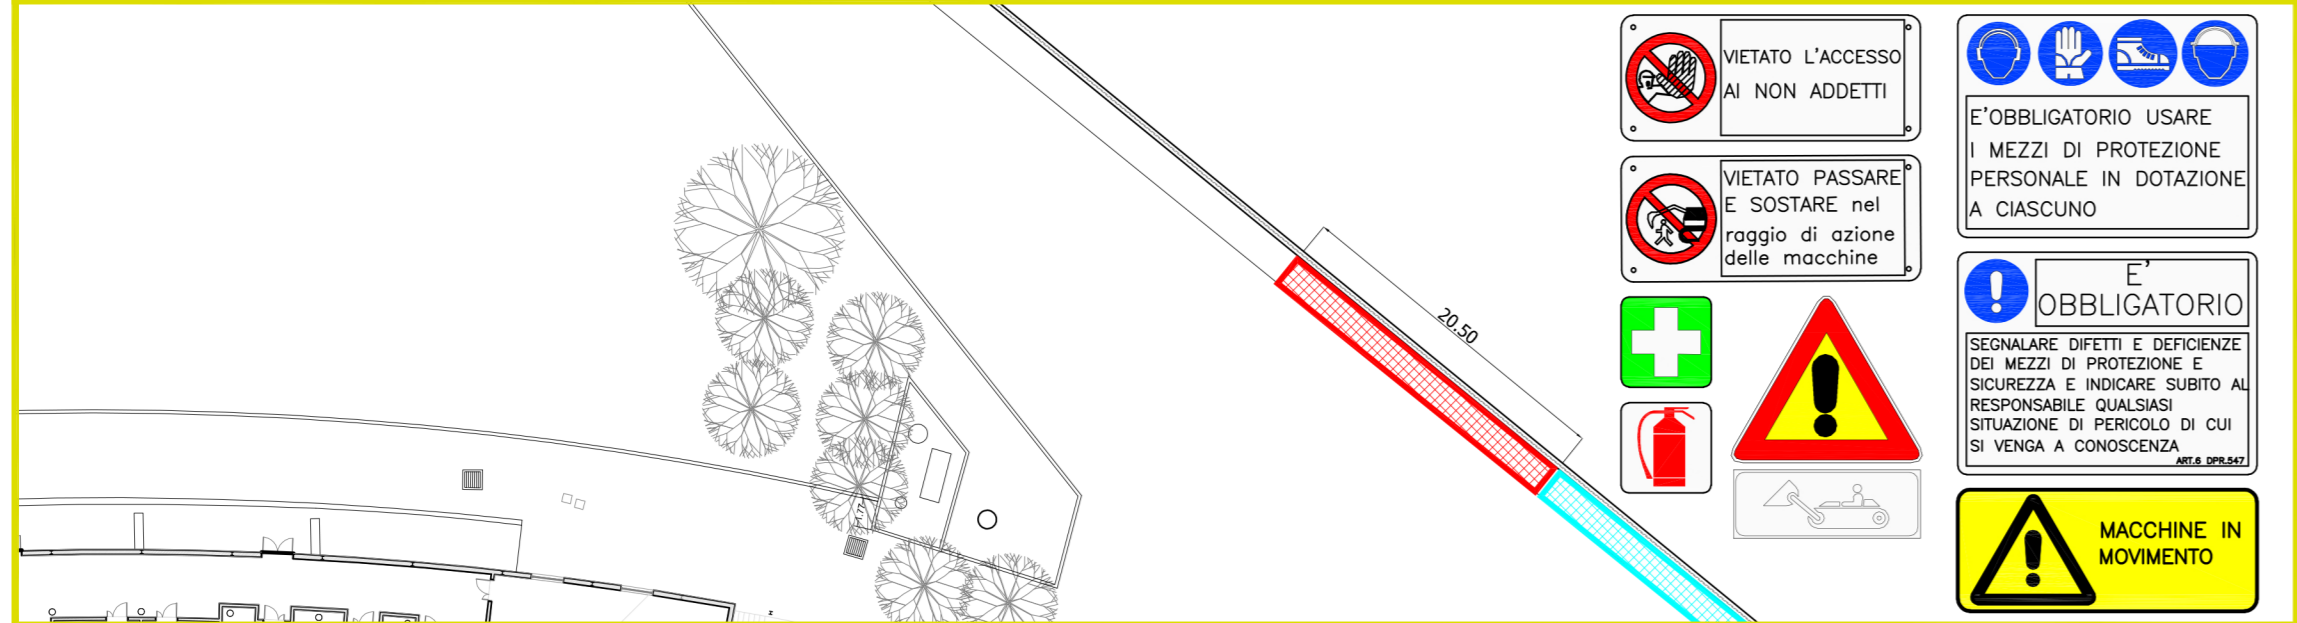 VIETATO L'ACCESSO
AI NON ADDETTI
VIETATO PASSARE
E SOSTARE nel
raggio di azione
delle macchine
E'OBBLIGATORIO USARE
I MEZZI DI PROTEZIONE
PERSONALE IN DOTAZIONE
A CIASCUNO
E'
OBBLIGATORIO
SEGNALARE DIFETTI E DEFICIENZE
DEI MEZZI DI PROTEZIONE E
SICUREZZA E INDICARE SUBITO AL
RESPONSABILE QUALSIASI
SITUAZIONE DI PERICOLO DI CUI
SI VENGA A CONOSCENZA
ART.6 DPR.547
MACCHINE IN
MOVIMENTO
20.50
1.77